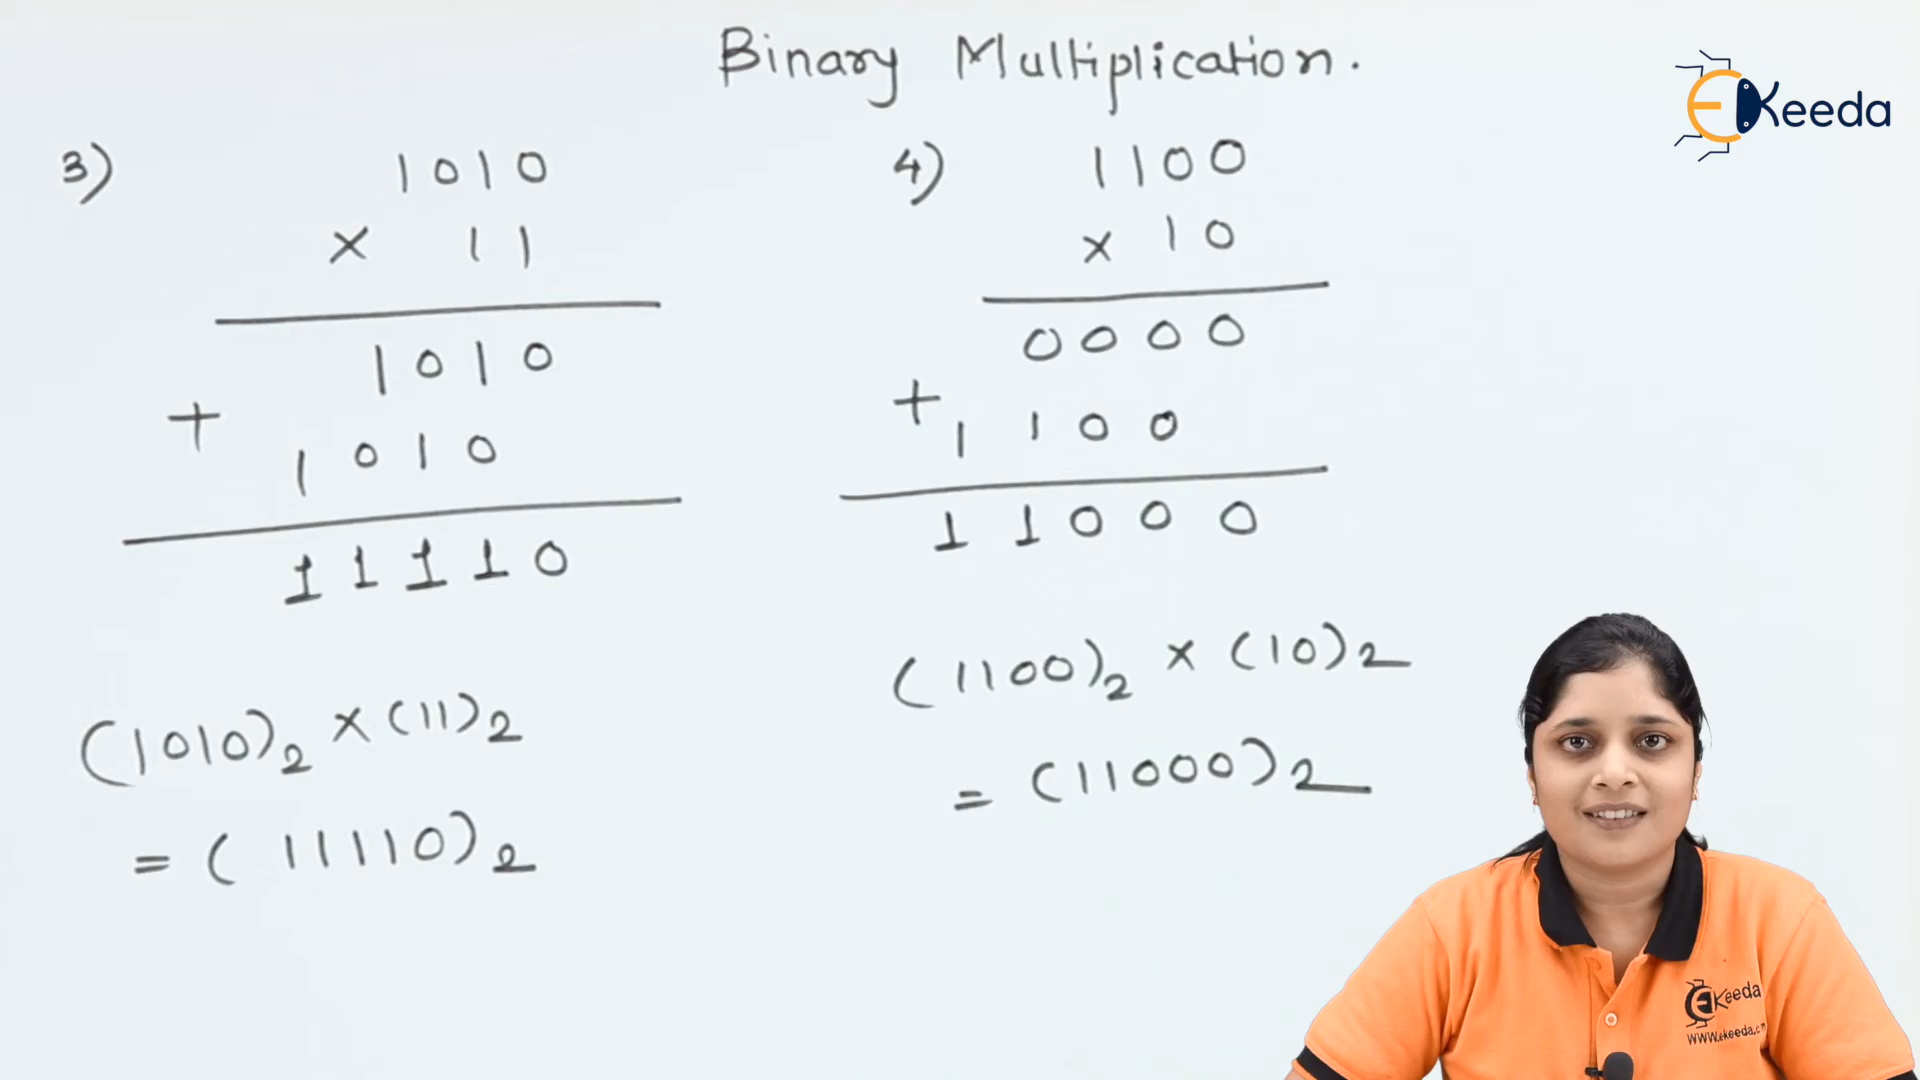 Binary Multiplication.
EKeeda
3)
1010
× 11
1010
+ 1010
11110
(1010)₂ × (11)₂
= (11110)₂
4)
1100
× 10
0000
+ 1100
11000
(1100)₂ × (10)₂
= (11000)₂
EKeeda
www.ekeeda.c